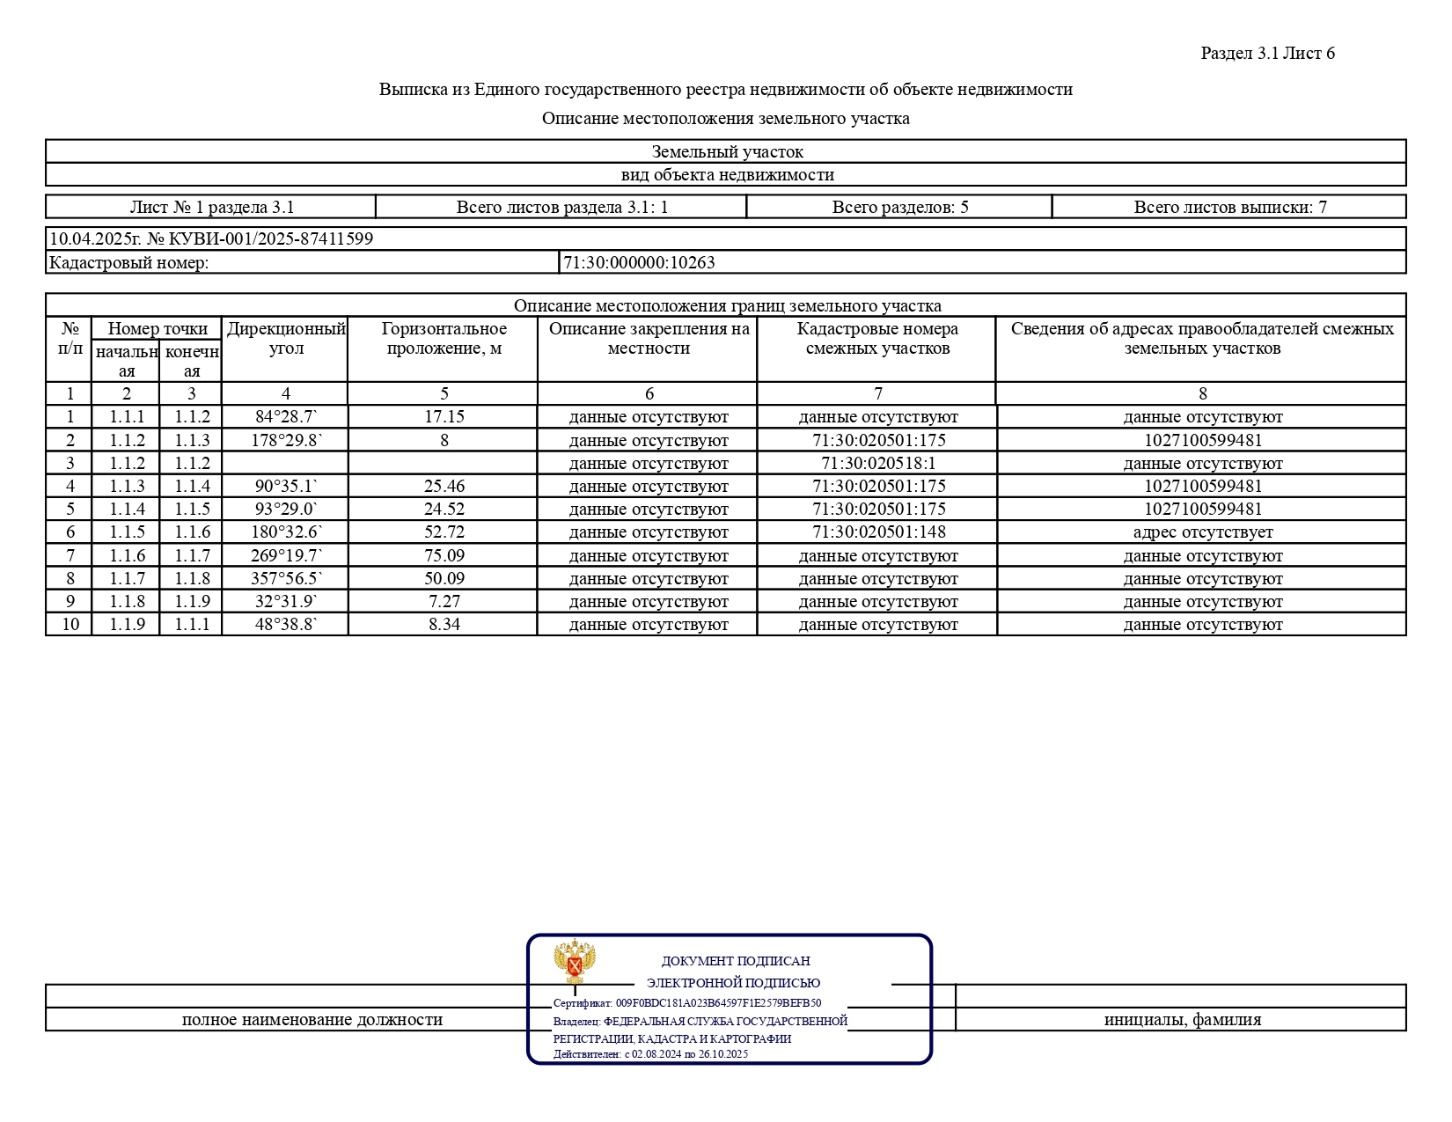 Раздел 3.1 Лист 6
Выписка из Единого государственного реестра недвижимости об объекте недвижимости
Описание местоположения земельного участка
Земельный участок
вид объекта недвижимости
Лист № 1 раздела 3.1 Всего листов раздела 3.1: 1 Всего разделов: 5 Всего листов выписки: 7
10.04.2025г. № КУВИ-001/2025-87411599
Кадастровый номер: 71:30:000000:10263
Описание местоположения границ земельного участка
№ Номер точки Дирекционный Горизонтальное Описание закрепления на Кадастровые номера Сведения об адресах правообладателей смежных
п/п начальн конечн угол проложение, м местности смежных участков земельных участков
ая ая
1 2 3 4 5 6 7 8
1 1.1.1 1.1.2 84°28.7` 17.15 данные отсутствуют данные отсутствуют данные отсутствуют
2 1.1.2 1.1.3 178°29.8` 8 данные отсутствуют 71:30:020501:175 1027100599481
3 1.1.2 1.1.2 данные отсутствуют 71:30:020518:1 данные отсутствуют
4 1.1.3 1.1.4 90°35.1` 25.46 данные отсутствуют 71:30:020501:175 1027100599481
5 1.1.4 1.1.5 93°29.0` 24.52 данные отсутствуют 71:30:020501:175 1027100599481
6 1.1.5 1.1.6 180°32.6` 52.72 данные отсутствуют 71:30:020501:148 адрес отсутствует
7 1.1.6 1.1.7 269°19.7` 75.09 данные отсутствуют данные отсутствуют данные отсутствуют
8 1.1.7 1.1.8 357°56.5` 50.09 данные отсутствуют данные отсутствуют данные отсутствуют
9 1.1.8 1.1.9 32°31.9` 7.27 данные отсутствуют данные отсутствуют данные отсутствуют
10 1.1.9 1.1.1 48°38.8` 8.34 данные отсутствуют данные отсутствуют данные отсутствуют
ДОКУМЕНТ ПОДПИСАН
ЭЛЕКТРОННОЙ ПОДПИСЬЮ
Сертификат: 009F0BDC181A023B64597F1E2579BEFB50
полное наименование должности Владелец: ФЕДЕРАЛЬНАЯ СЛУЖБА ГОСУДАРСТВЕННОЙ инициалы, фамилия
РЕГИСТРАЦИИ, КАДАСТРА И КАРТОГРАФИИ
Действителен: с 02.08.2024 по 26.10.2025